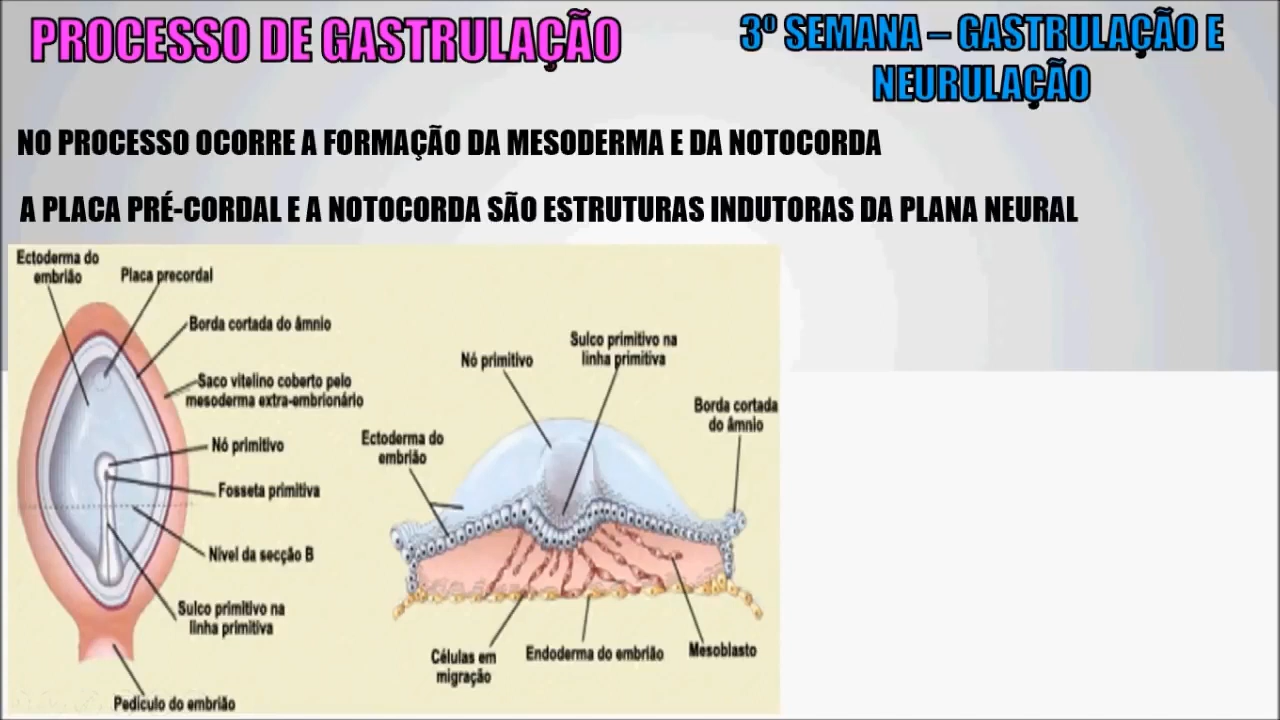 PROCESSO DE GASTRULAÇÃO
3º SEMANA – GASTRULAÇÃO E
NEURULAÇÃO
NO PROCESSO OCORRE A FORMAÇÃO DA MESODERMA E DA NOTOCORDA
A PLACA PRÉ-CORDAL E A NOTOCORDA SÃO ESTRUTURAS INDUTORAS DA PLANA NEURAL
Ectoderma do
embrião
Placa precordal
Borda cortada do âmnio
Saco vitelino coberto pelo
mesoderma extra-embrionário
Nó primitivo
Fosseta primitiva
Nível da secção B
Sulco primitivo na
linha primitiva
Pedículo do embrião
Nó primitivo
Sulco primitivo na
linha primitiva
Borda cortada
do âmnio
Ectoderma do
embrião
Células em
migração
Endoderma do embrião
Mesoblasto